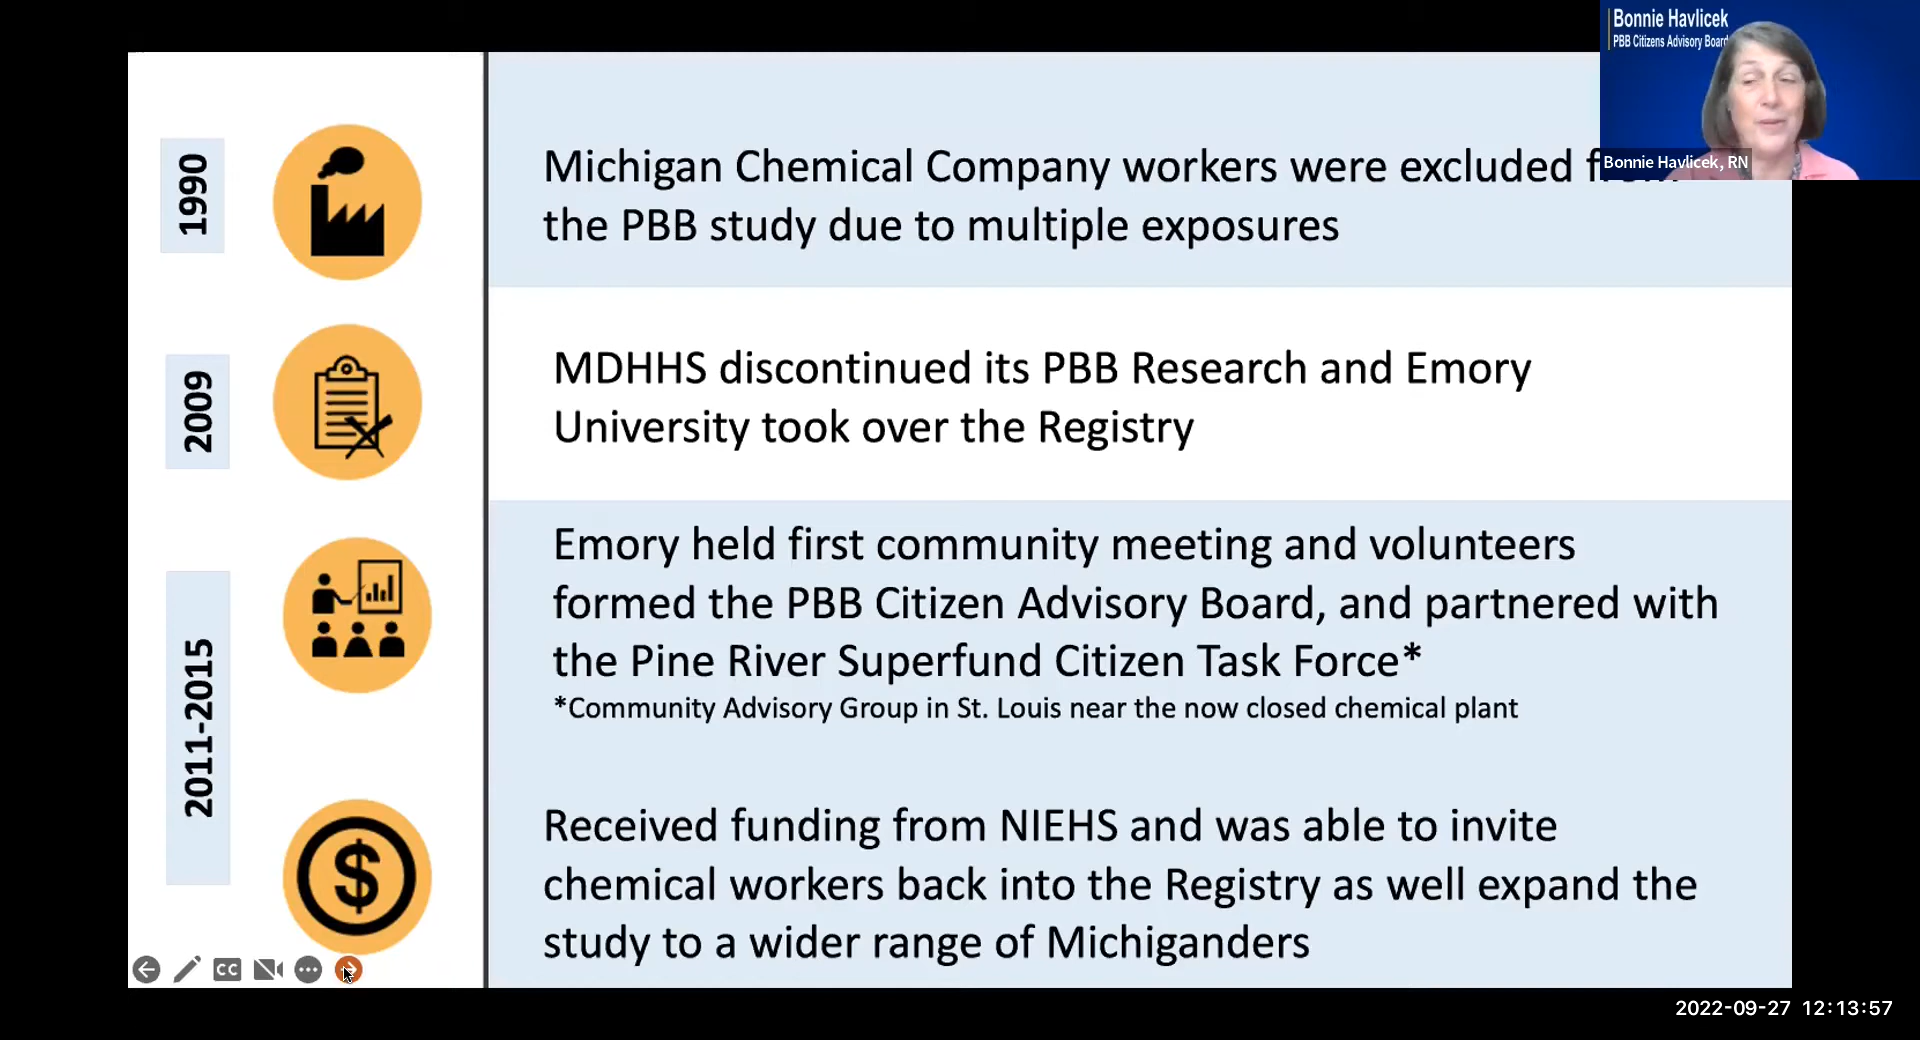 Bonnie Havlicek
PBB Citizens Advisory Board
Bonnie Havlicek, RN
1990
Michigan Chemical Company workers were excluded from
the PBB study due to multiple exposures
2009
MDHHS discontinued its PBB Research and Emory
University took over the Registry
2011-2015
Emory held first community meeting and volunteers
formed the PBB Citizen Advisory Board, and partnered with
the Pine River Superfund Citizen Task Force*
*Community Advisory Group in St. Louis near the now closed chemical plant
$
Received funding from NIEHS and was able to invite
chemical workers back into the Registry as well expand the
study to a wider range of Michiganders
CC
2022-09-27 12:13:57